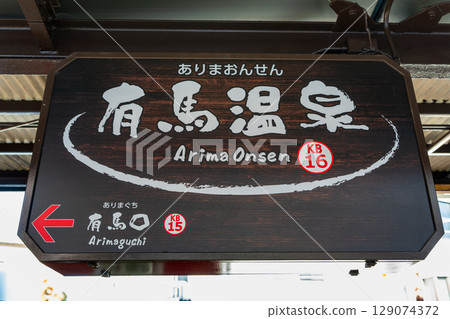 ありまおんせん
有馬温泉
Arima Onsen
KB
16
ありまぐち
有馬口
KB
15
Arimaguchi
129074372